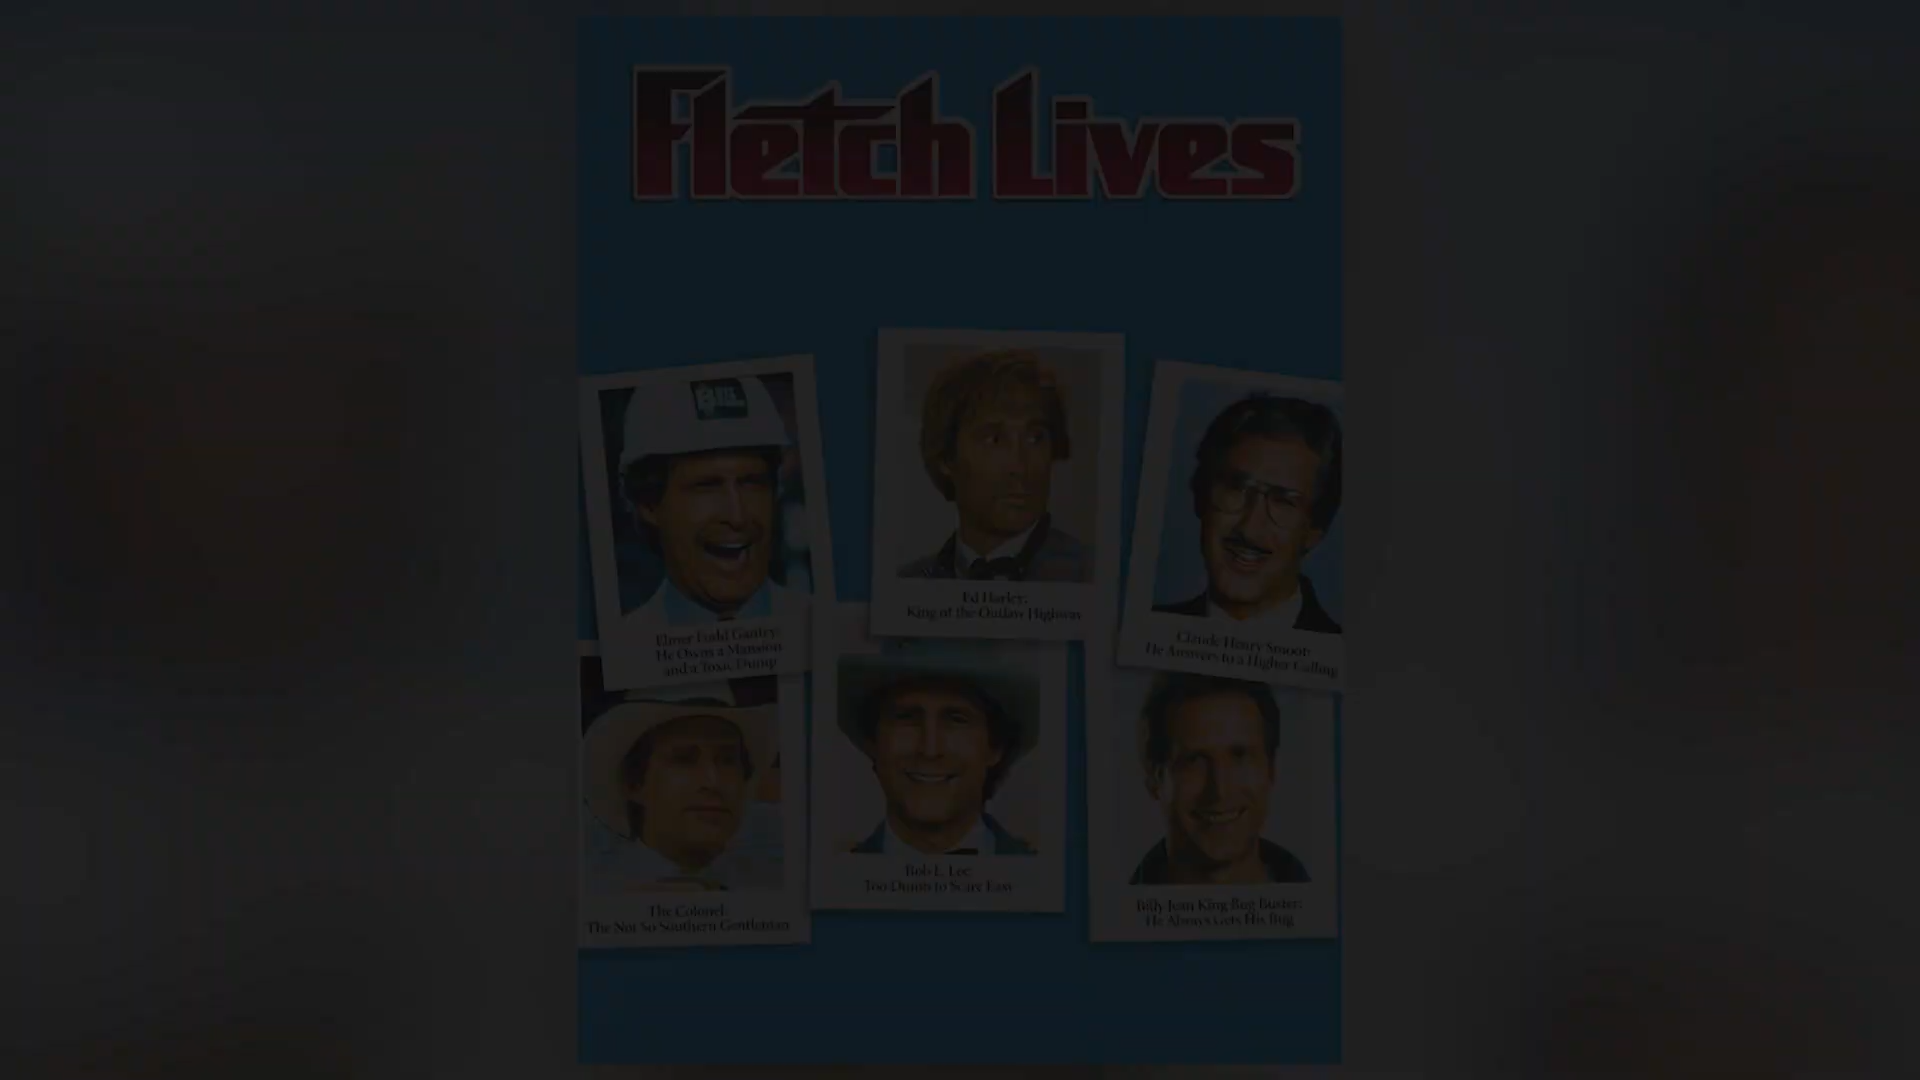 Fletch Lives
Ed Harley:
King of the Outlaw Highway
Elmer Fudd Gantry:
He Owns a Mansion
and a Toxic Dump
Claude Henry Smoot:
He Answers to a Higher Calling
Bob L. Lee:
Too Dumb to Scare Easy
The Colonel:
The Not So Southern Gentleman
Billy Jean King Bug Buster:
He Always Gets His Bug